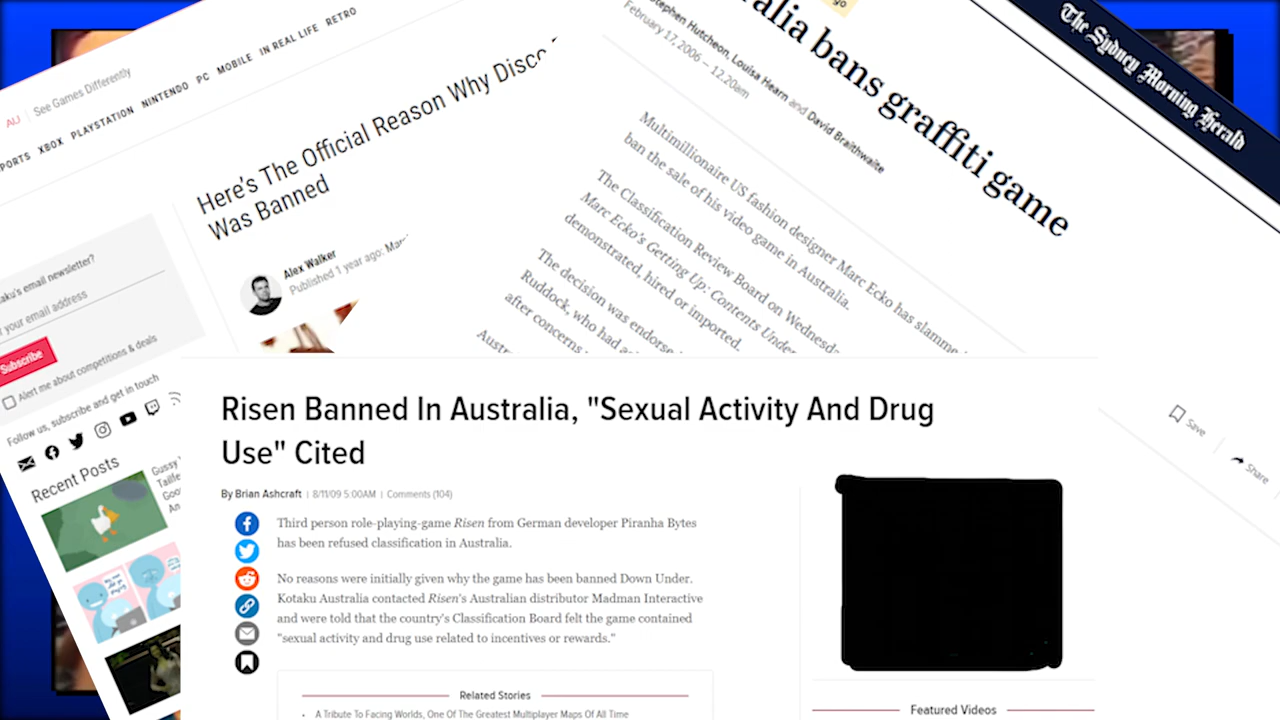 AU
See Games Differently
PORTS XBOX PLAYSTATION NINTENDO PC MOBILE IN REAL LIFE RETRO
Here's The Official Reason Why Disco
Was Banned
Alex Walker
Published 1 year ago:
email newsletter?
your email address
Subscribe
Alert me about competitions & deals
Follow us, subscribe and get in touch
Recent Posts
Gussy
The Sydney Morning Herald
go
ralia bans graffiti game
Stephen Hutcheon, Louisa Hearn and David Braithwaite
February 17, 2006 — 12.20am
Multimillionaire US fashion designer Marc Ecko has slamme
ban the sale of his video game in Australia.
The Classification Review Board on Wednesda
Marc Ecko's Getting Up: Contents Unde
demonstrated, hired or imported.
The decision was endorse
Ruddock, who had a
after concerns
Austr
Save
Share
Risen Banned In Australia, "Sexual Activity And Drug
Use" Cited
By Brian Ashcraft | 8/11/09 5:00AM | Comments (104)
Third person role-playing-game Risen from German developer Piranha Bytes
has been refused classification in Australia.
No reasons were initially given why the game has been banned Down Under.
Kotaku Australia contacted Risen's Australian distributor Madman Interactive
and were told that the country's Classification Board felt the game contained
"sexual activity and drug use related to incentives or rewards."
Related Stories
• A Tribute To Facing Worlds, One Of The Greatest Multiplayer Maps Of All Time
Featured Videos